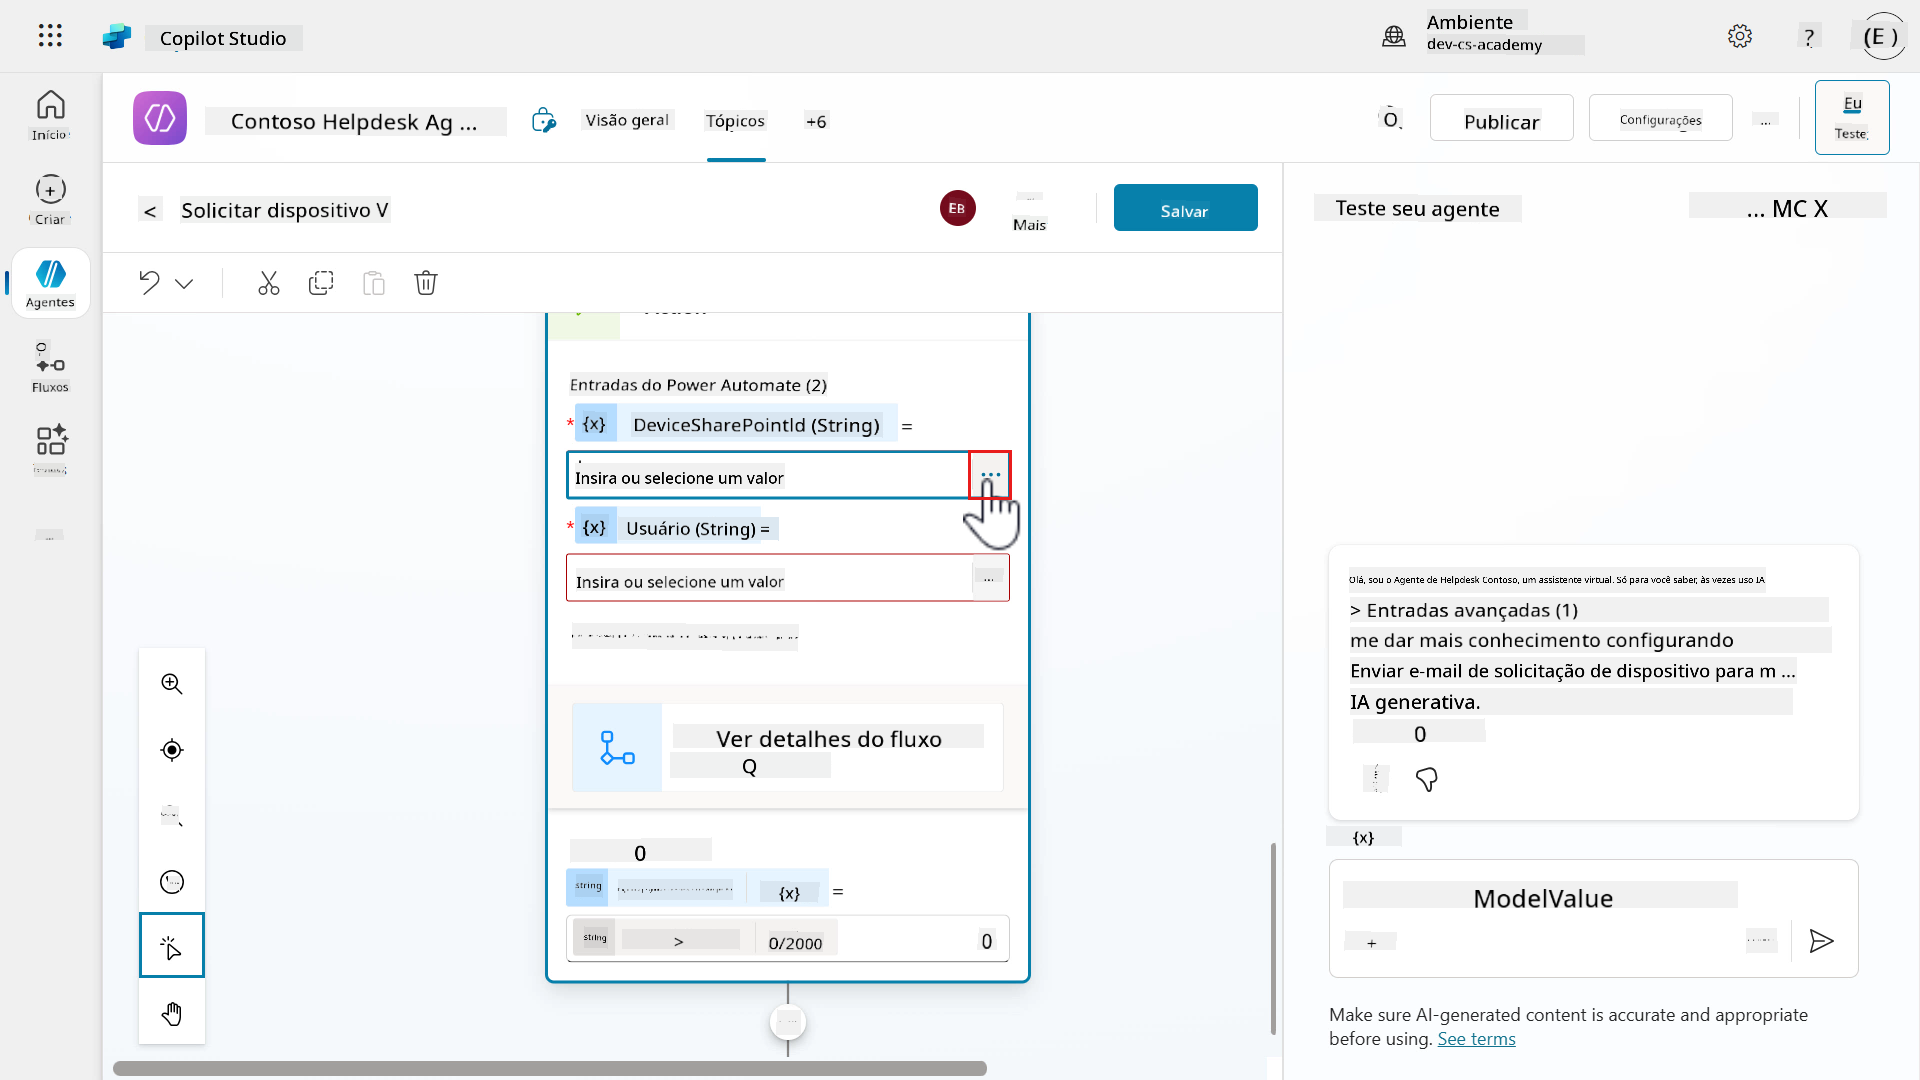 Copilot Studio
Ambiente
dev-cs-academy
?
(E )
Início
Criar
Agentes
Fluxos
Contoso Helpdesk Ag ...
Visão geral
Tópicos
+6
Publicar
Configurações
...
Eu
Teste
< Solicitar dispositivo V
EB
Mais
Salvar
Entradas do Power Automate (2)
* {x} DeviceSharePointId (String) =
Insira ou selecione um valor
...
* {x} Usuário (String) =
Insira ou selecione um valor
...
Ver detalhes do fluxo
Q
0
string
{x} =
string
>
0/2000
0
Teste seu agente
... MC X
Olá, sou o Agente de Helpdesk Contoso, um assistente virtual. Só para você saber, às vezes uso IA
> Entradas avançadas (1)
me dar mais conhecimento configurando
Enviar e-mail de solicitação de dispositivo para m ...
IA generativa.
0
{x}
ModelValue
+
Make sure AI-generated content is accurate and appropriate
before using. See terms